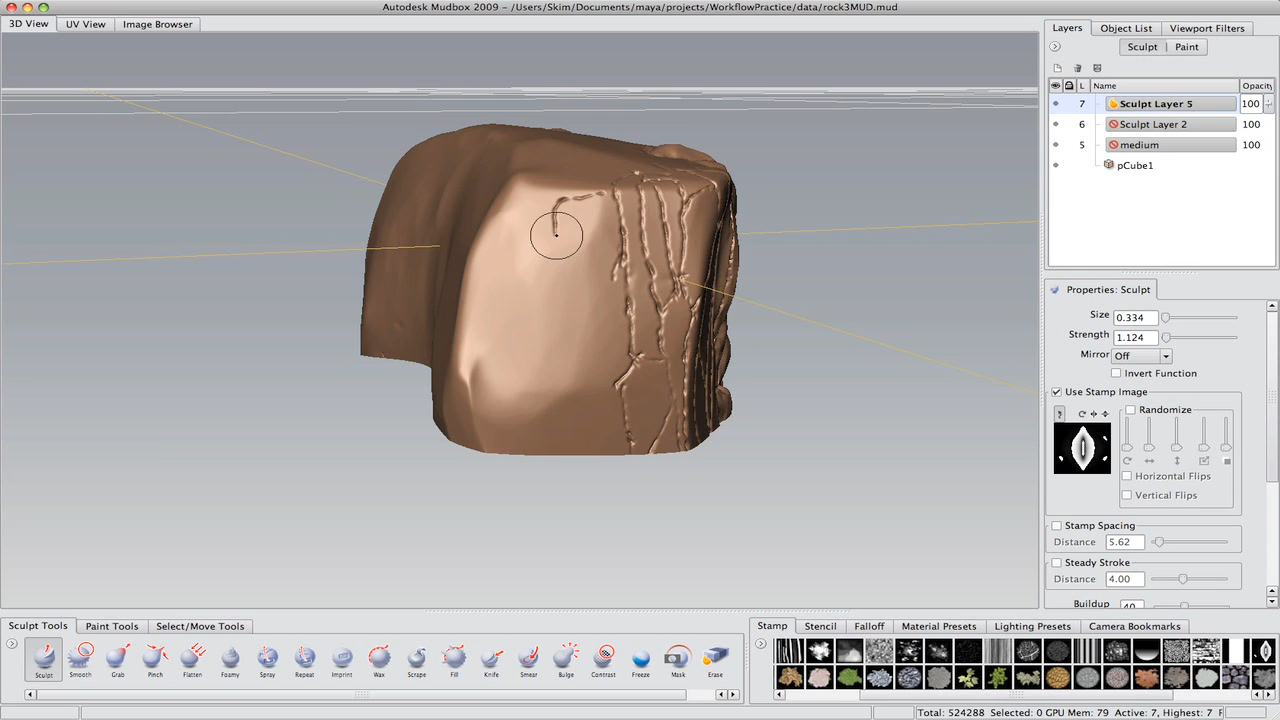 Autodesk Mudbox 2009 - /Users/Skim/Documents/maya/projects/WorkflowPractice/data/rock3MUD.mud
3D View UV View Image Browser
Layers Object List Viewport Filters
Sculpt Paint
L Name Opacity
7 Sculpt Layer 5 100
6 Sculpt Layer 2 100
5 medium 100
pCube1
Properties: Sculpt
Size 0.334
Strength 1.124
Mirror Off
Invert Function
Use Stamp Image
Randomize
Horizontal Flips
Vertical Flips
Stamp Spacing
Distance 5.62
Steady Stroke
Distance 4.00
Buildup 40
Sculpt Tools Paint Tools Select/Move Tools
Stamp Stencil Falloff Material Presets Lighting Presets Camera Bookmarks
Sculpt Smooth Grab Pinch Flatten Foamy Spray Repeat Imprint Wax Scrape Fill Knife Smear Bulge Contrast Freeze Mask Erase
Total: 524288 Selected: 0 GPU Mem: 79 Active: 7, Highest: 7 F